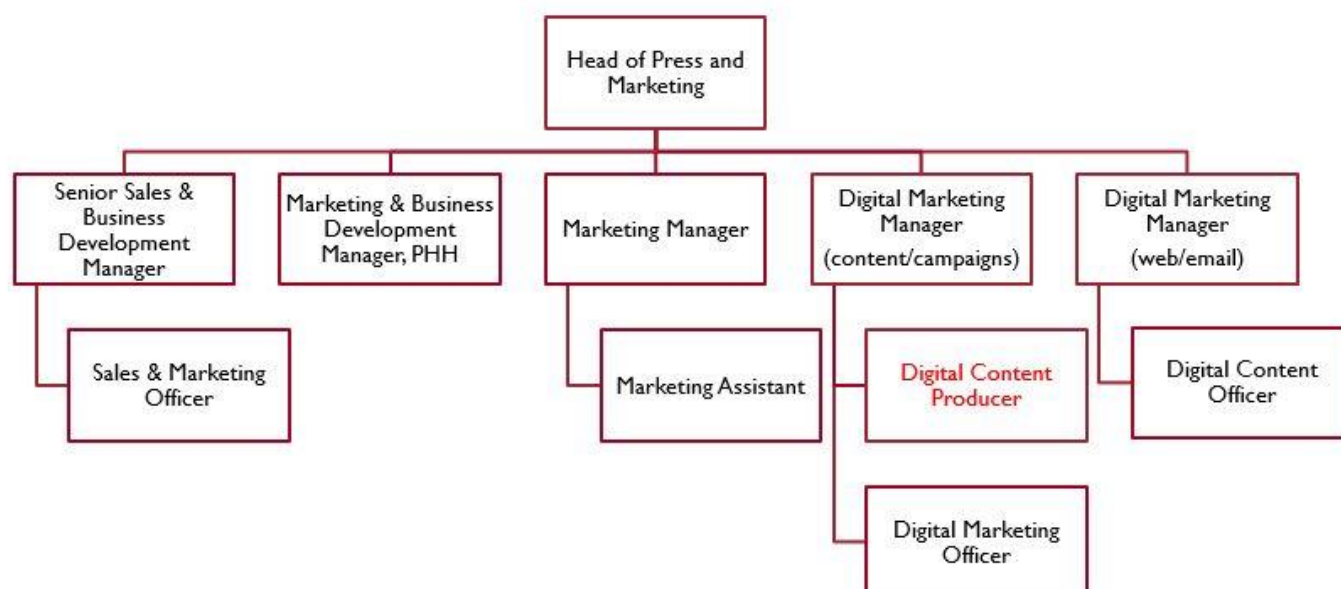 Head of Press and
Marketing
Senior Sales &
Business
Development
Manager
Marketing & Business
Development
Manager, PHH
Marketing Manager
Digital Marketing
Manager
(content/campaigns)
Digital Marketing
Manager
(web/email)
Sales & Marketing
Officer
Marketing Assistant
Digital Content
Producer
Digital Content
Officer
Digital Marketing
Officer